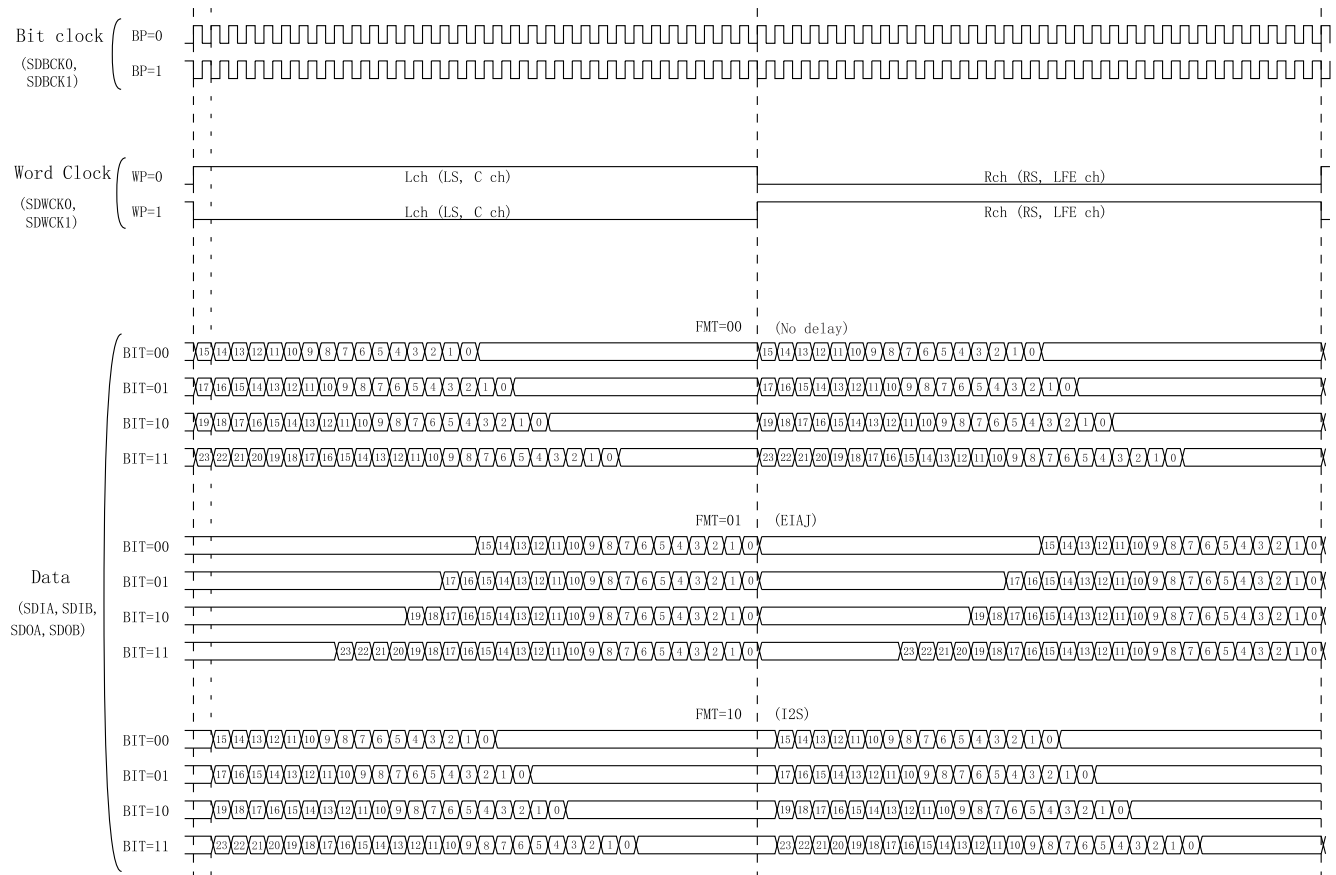 Bit clock
(SDBCK0,
SDBCK1)
BP=0
BP=1
Word Clock
(SDWCK0,
SDWCK1)
WP=0 Lch (LS, C ch) Rch (RS, LFE ch)
WP=1 Lch (LS, C ch) Rch (RS, LFE ch)
Data
(SDIA,SDIB,
SDOA,SDOB)
FMT=00 (No delay)
BIT=00 15 14 13 12 11 10 9 8 7 6 5 4 3 2 1 0 15 14 13 12 11 10 9 8 7 6 5 4 3 2 1 0
BIT=01 17 16 15 14 13 12 11 10 9 8 7 6 5 4 3 2 1 0 17 16 15 14 13 12 11 10 9 8 7 6 5 4 3 2 1 0
BIT=10 19 18 17 16 15 14 13 12 11 10 9 8 7 6 5 4 3 2 1 0 19 18 17 16 15 14 13 12 11 10 9 8 7 6 5 4 3 2 1 0
BIT=11 23 22 21 20 19 18 17 16 15 14 13 12 11 10 9 8 7 6 5 4 3 2 1 0 23 22 21 20 19 18 17 16 15 14 13 12 11 10 9 8 7 6 5 4 3 2 1 0
FMT=01 (EIAJ)
BIT=00 15 14 13 12 11 10 9 8 7 6 5 4 3 2 1 0 15 14 13 12 11 10 9 8 7 6 5 4 3 2 1 0
BIT=01 17 16 15 14 13 12 11 10 9 8 7 6 5 4 3 2 1 0 17 16 15 14 13 12 11 10 9 8 7 6 5 4 3 2 1 0
BIT=10 19 18 17 16 15 14 13 12 11 10 9 8 7 6 5 4 3 2 1 0 19 18 17 16 15 14 13 12 11 10 9 8 7 6 5 4 3 2 1 0
BIT=11 23 22 21 20 19 18 17 16 15 14 13 12 11 10 9 8 7 6 5 4 3 2 1 0 23 22 21 20 19 18 17 16 15 14 13 12 11 10 9 8 7 6 5 4 3 2 1 0
FMT=10 (I2S)
BIT=00 15 14 13 12 11 10 9 8 7 6 5 4 3 2 1 0 15 14 13 12 11 10 9 8 7 6 5 4 3 2 1 0
BIT=01 17 16 15 14 13 12 11 10 9 8 7 6 5 4 3 2 1 0 17 16 15 14 13 12 11 10 9 8 7 6 5 4 3 2 1 0
BIT=10 19 18 17 16 15 14 13 12 11 10 9 8 7 6 5 4 3 2 1 0 19 18 17 16 15 14 13 12 11 10 9 8 7 6 5 4 3 2 1 0
BIT=11 23 22 21 20 19 18 17 16 15 14 13 12 11 10 9 8 7 6 5 4 3 2 1 0 23 22 21 20 19 18 17 16 15 14 13 12 11 10 9 8 7 6 5 4 3 2 1 0